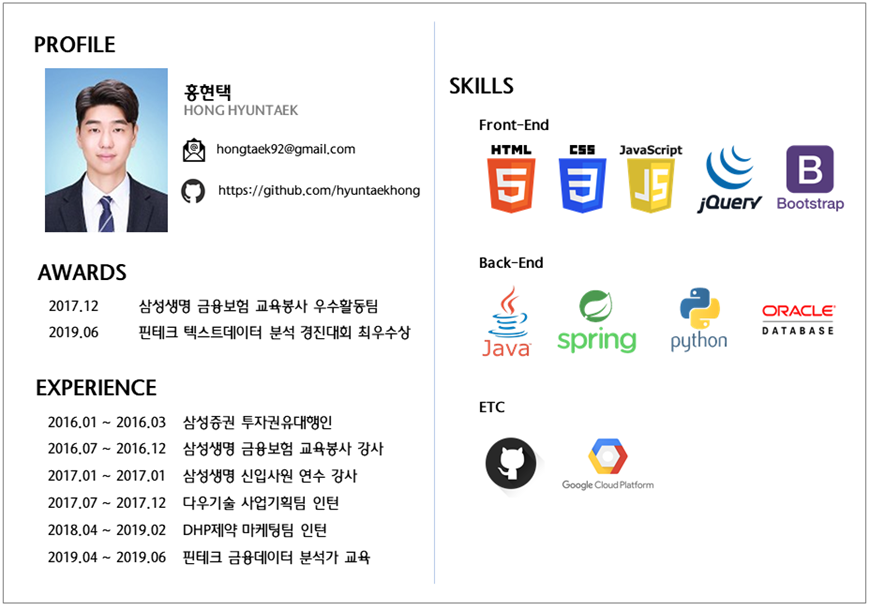 PROFILE
홍현택
HONG HYUNTAEK
hongtaek92@gmail.com
https://github.com/hyuntaekhong
AWARDS
2017.12 삼성생명 금융보험 교육봉사 우수활동팀
2019.06 핀테크 텍스트데이터 분석 경진대회 최우수상
EXPERIENCE
2016.01 ~ 2016.03 삼성증권 투자권유대행인
2016.07 ~ 2016.12 삼성생명 금융보험 교육봉사 강사
2017.01 ~ 2017.01 삼성생명 신입사원 연수 강사
2017.07 ~ 2017.12 다우기술 사업기획팀 인턴
2018.04 ~ 2019.02 DHP제약 마케팅팀 인턴
2019.04 ~ 2019.06 핀테크 금융데이터 분석가 교육
SKILLS
Front-End
HTML CSS JavaScript
5 3 JS B
jQuery Bootstrap
Back-End
Java spring python ORACLE
DATABASE
ETC
Google Cloud Platform